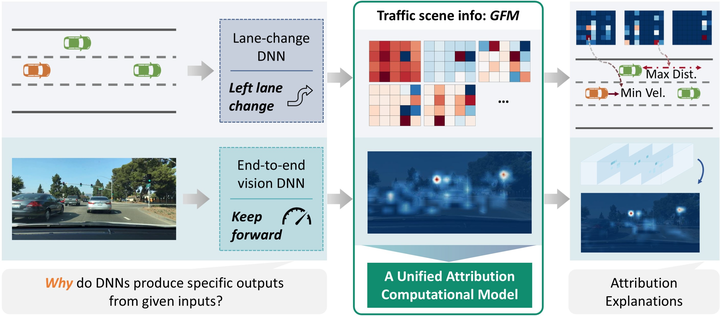 Lane-change
DNN
Left lane
change
Traffic scene info: GFM
...
Max Dist.
Min Vel.
End-to-end
vision DNN
Keep
forward
Why do DNNs produce specific outputs
from given inputs?
A Unified Attribution
Computational Model
Attribution
Explanations